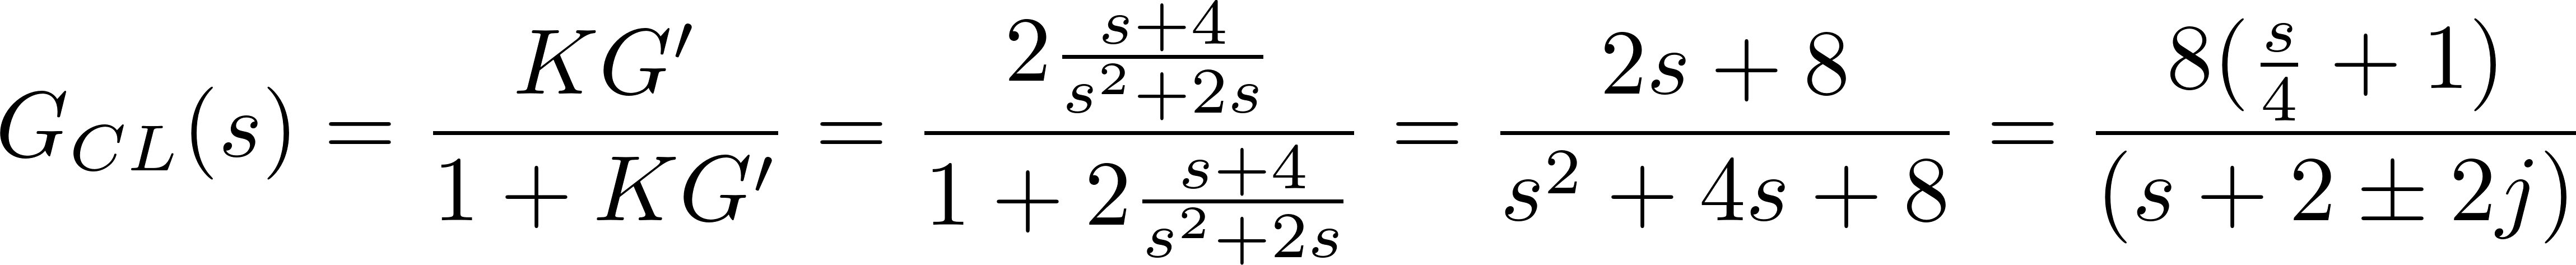 G_{CL}(s) = \frac{KG'}{1 + KG'} = \frac{2\frac{s+4}{s^2+2s}}{1 + 2\frac{s+4}{s^2+2s}} = \frac{2s + 8}{s^2 + 4s + 8} = \frac{8(\frac{s}{4} + 1)}{(s + 2 \pm 2j)}